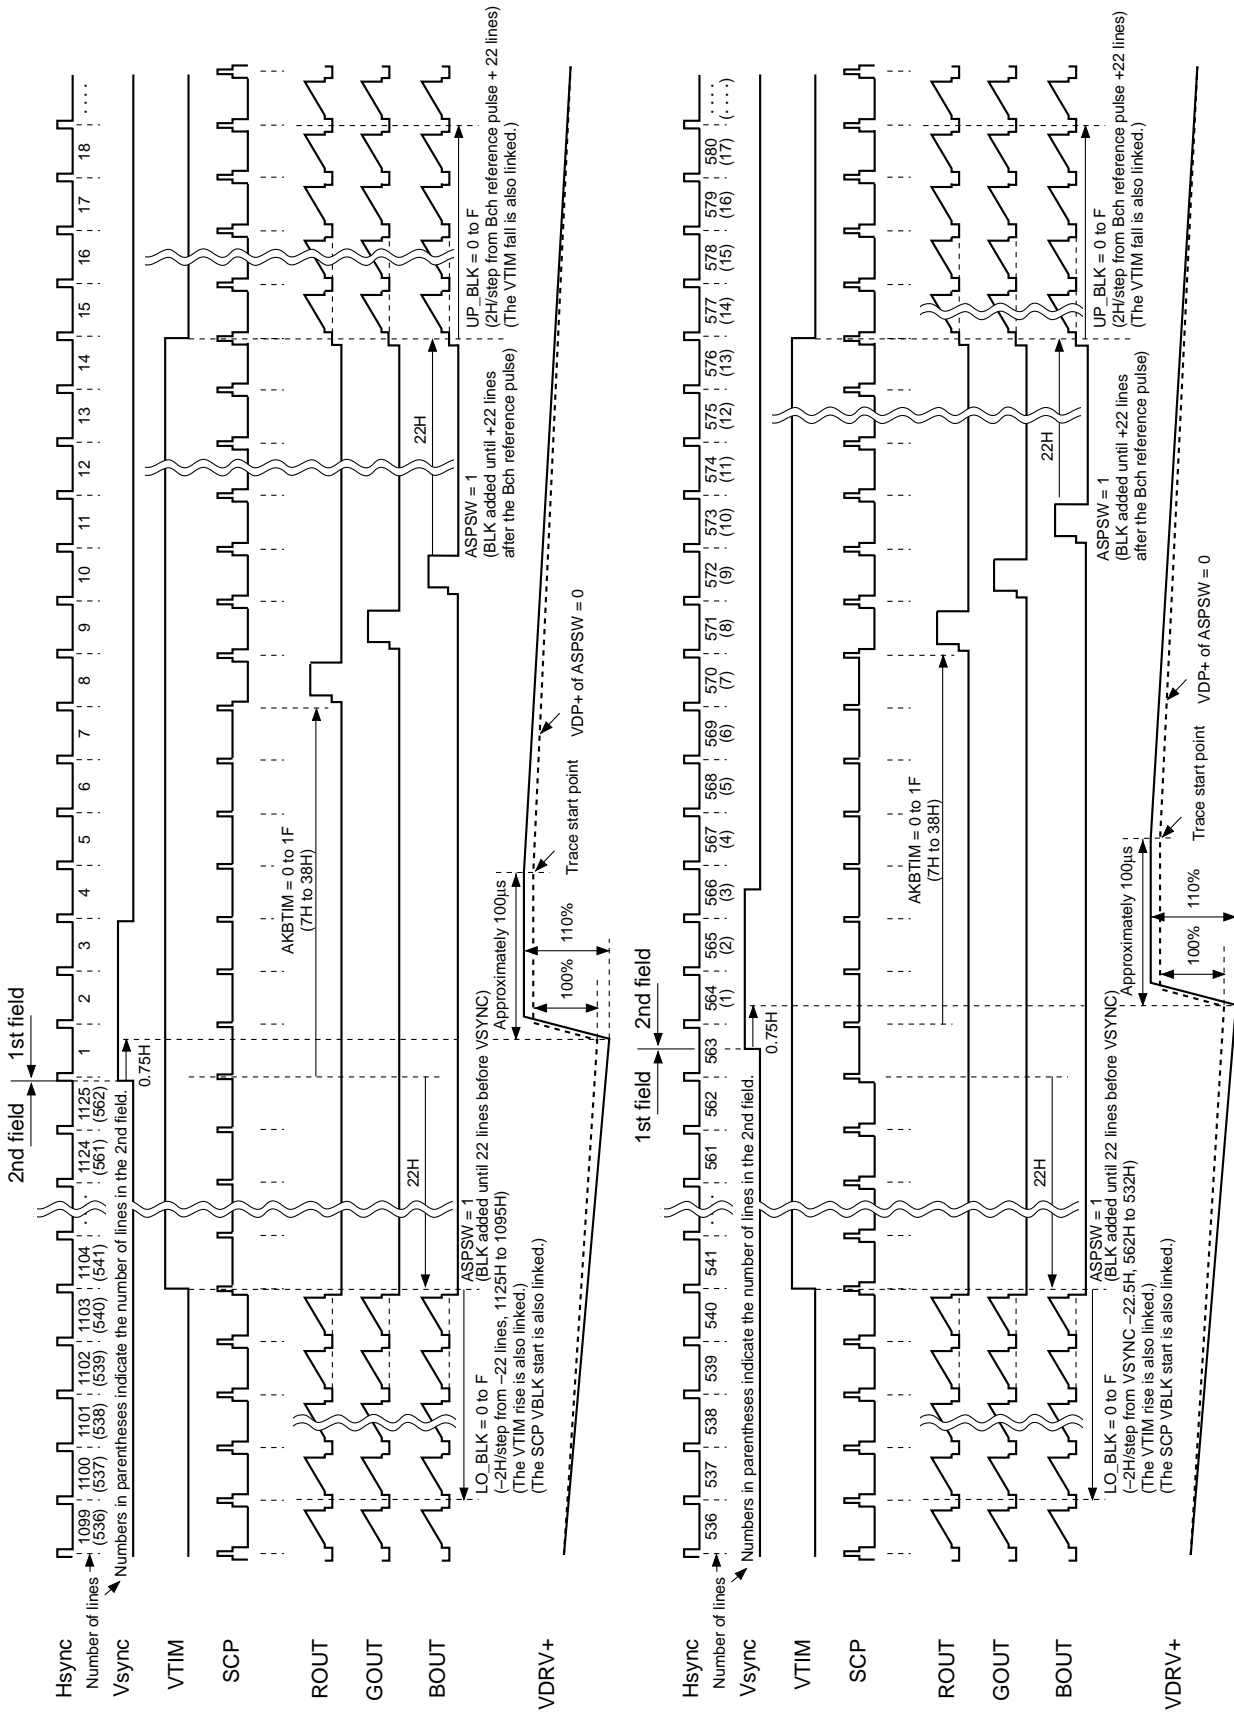 2nd field
1st field
Hsync
Number of lines
1099 1100 1101 1102 1103 1104 ... 1124 1125 1 2 3 4 5 6 7 8 9 10 11 12 13 14 15 16 17 18 ....
(536) (537) (538) (539) (540) (541) (561) (562)
Vsync
Numbers in parentheses indicate the number of lines in the 2nd field.
0.75H
VTIM
SCP
AKBTIM = 0 to 1F
(7H to 38H)
ROUT
GOUT
BOUT
22H
22H
ASPSW = 1
(BLK added until 22 lines before VSYNC)
LO_BLK = 0 to F
(–2H/step from –22 lines, 1125H to 1095H)
(The VTIM rise is also linked.)
(The SCP VBLK start is also linked.)
ASPSW = 1
(BLK added until +22 lines
after the Bch reference pulse)
UP_BLK = 0 to F
(2H/step from Bch reference pulse + 22 lines)
(The VTIM fall is also linked.)
Approximately 100µs
100%
110%
Trace start point
VDP+ of ASPSW = 0
VDRV+
1st field
2nd field
Hsync
Number of lines
536 537 538 539 540 541 ... 561 562 563 564 565 566 567 568 569 570 571 572 573 574 575 576 577 578 579 580 ....
(1) (2) (3) (4) (5) (6) (7) (8) (9) (10) (11) (12) (13) (14) (15) (16) (17) (....)
Vsync
Numbers in parentheses indicate the number of lines in the 2nd field.
0.75H
VTIM
SCP
AKBTIM = 0 to 1F
(7H to 38H)
ROUT
GOUT
BOUT
22H
22H
ASPSW = 1
(BLK added until 22 lines before VSYNC)
LO_BLK = 0 to F
(–2H/step from VSYNC –22.5H, 562H to 532H)
(The VTIM rise is also linked.)
(The SCP VBLK start is also linked.)
ASPSW = 1
(BLK added until +22 lines
after the Bch reference pulse)
UP_BLK = 0 to F
(2H/step from Bch reference pulse +22 lines)
(The VTIM fall is also linked.)
Approximately 100µs
100%
110%
Trace start point
VDP+ of ASPSW = 0
VDRV+